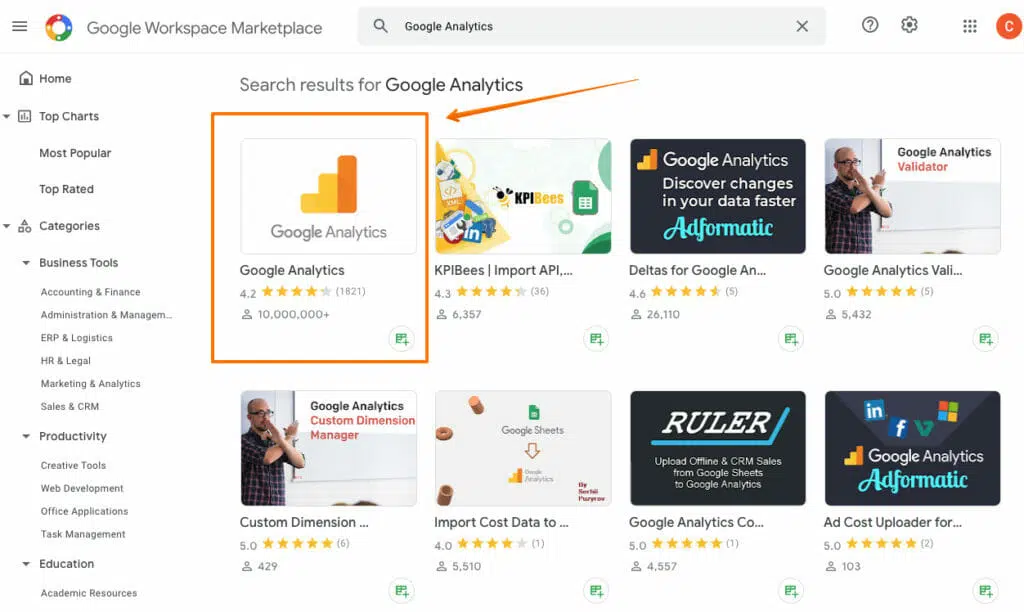 Google Workspace Marketplace
Google Analytics
C
Home
Top Charts
Most Popular
Top Rated
Categories
Business Tools
Accounting & Finance
Administration & Managem...
ERP & Logistics
HR & Legal
Marketing & Analytics
Sales & CRM
Productivity
Creative Tools
Web Development
Office Applications
Task Management
Education
Academic Resources
Search results for Google Analytics
Google Analytics
Google Analytics
4.2 (1821)
10,000,000+
XML
in
KPIBees
KPIBees | Import API,...
4.3 (36)
6,357
Google Analytics
Discover changes
in your data faster
Adformatic
Deltas for Google An...
4.6 (5)
26,110
Google Analytics
Validator
Google Analytics Vali...
5.0 (5)
5,432
Google Analytics
Custom Dimension
Manager
Custom Dimension ...
5.0 (6)
429
Google Sheets
Google
Analytics
By
Serhii
Puzyrov
Import Cost Data to ...
4.0 (1)
5,510
RULER
Upload Offline & CRM Sales
from Google Sheets
to Google Analytics
Google Analytics Co...
5.0 (1)
4,557
in
f
Google Analytics
Adformatic
Ad Cost Uploader for...
5.0 (2)
103